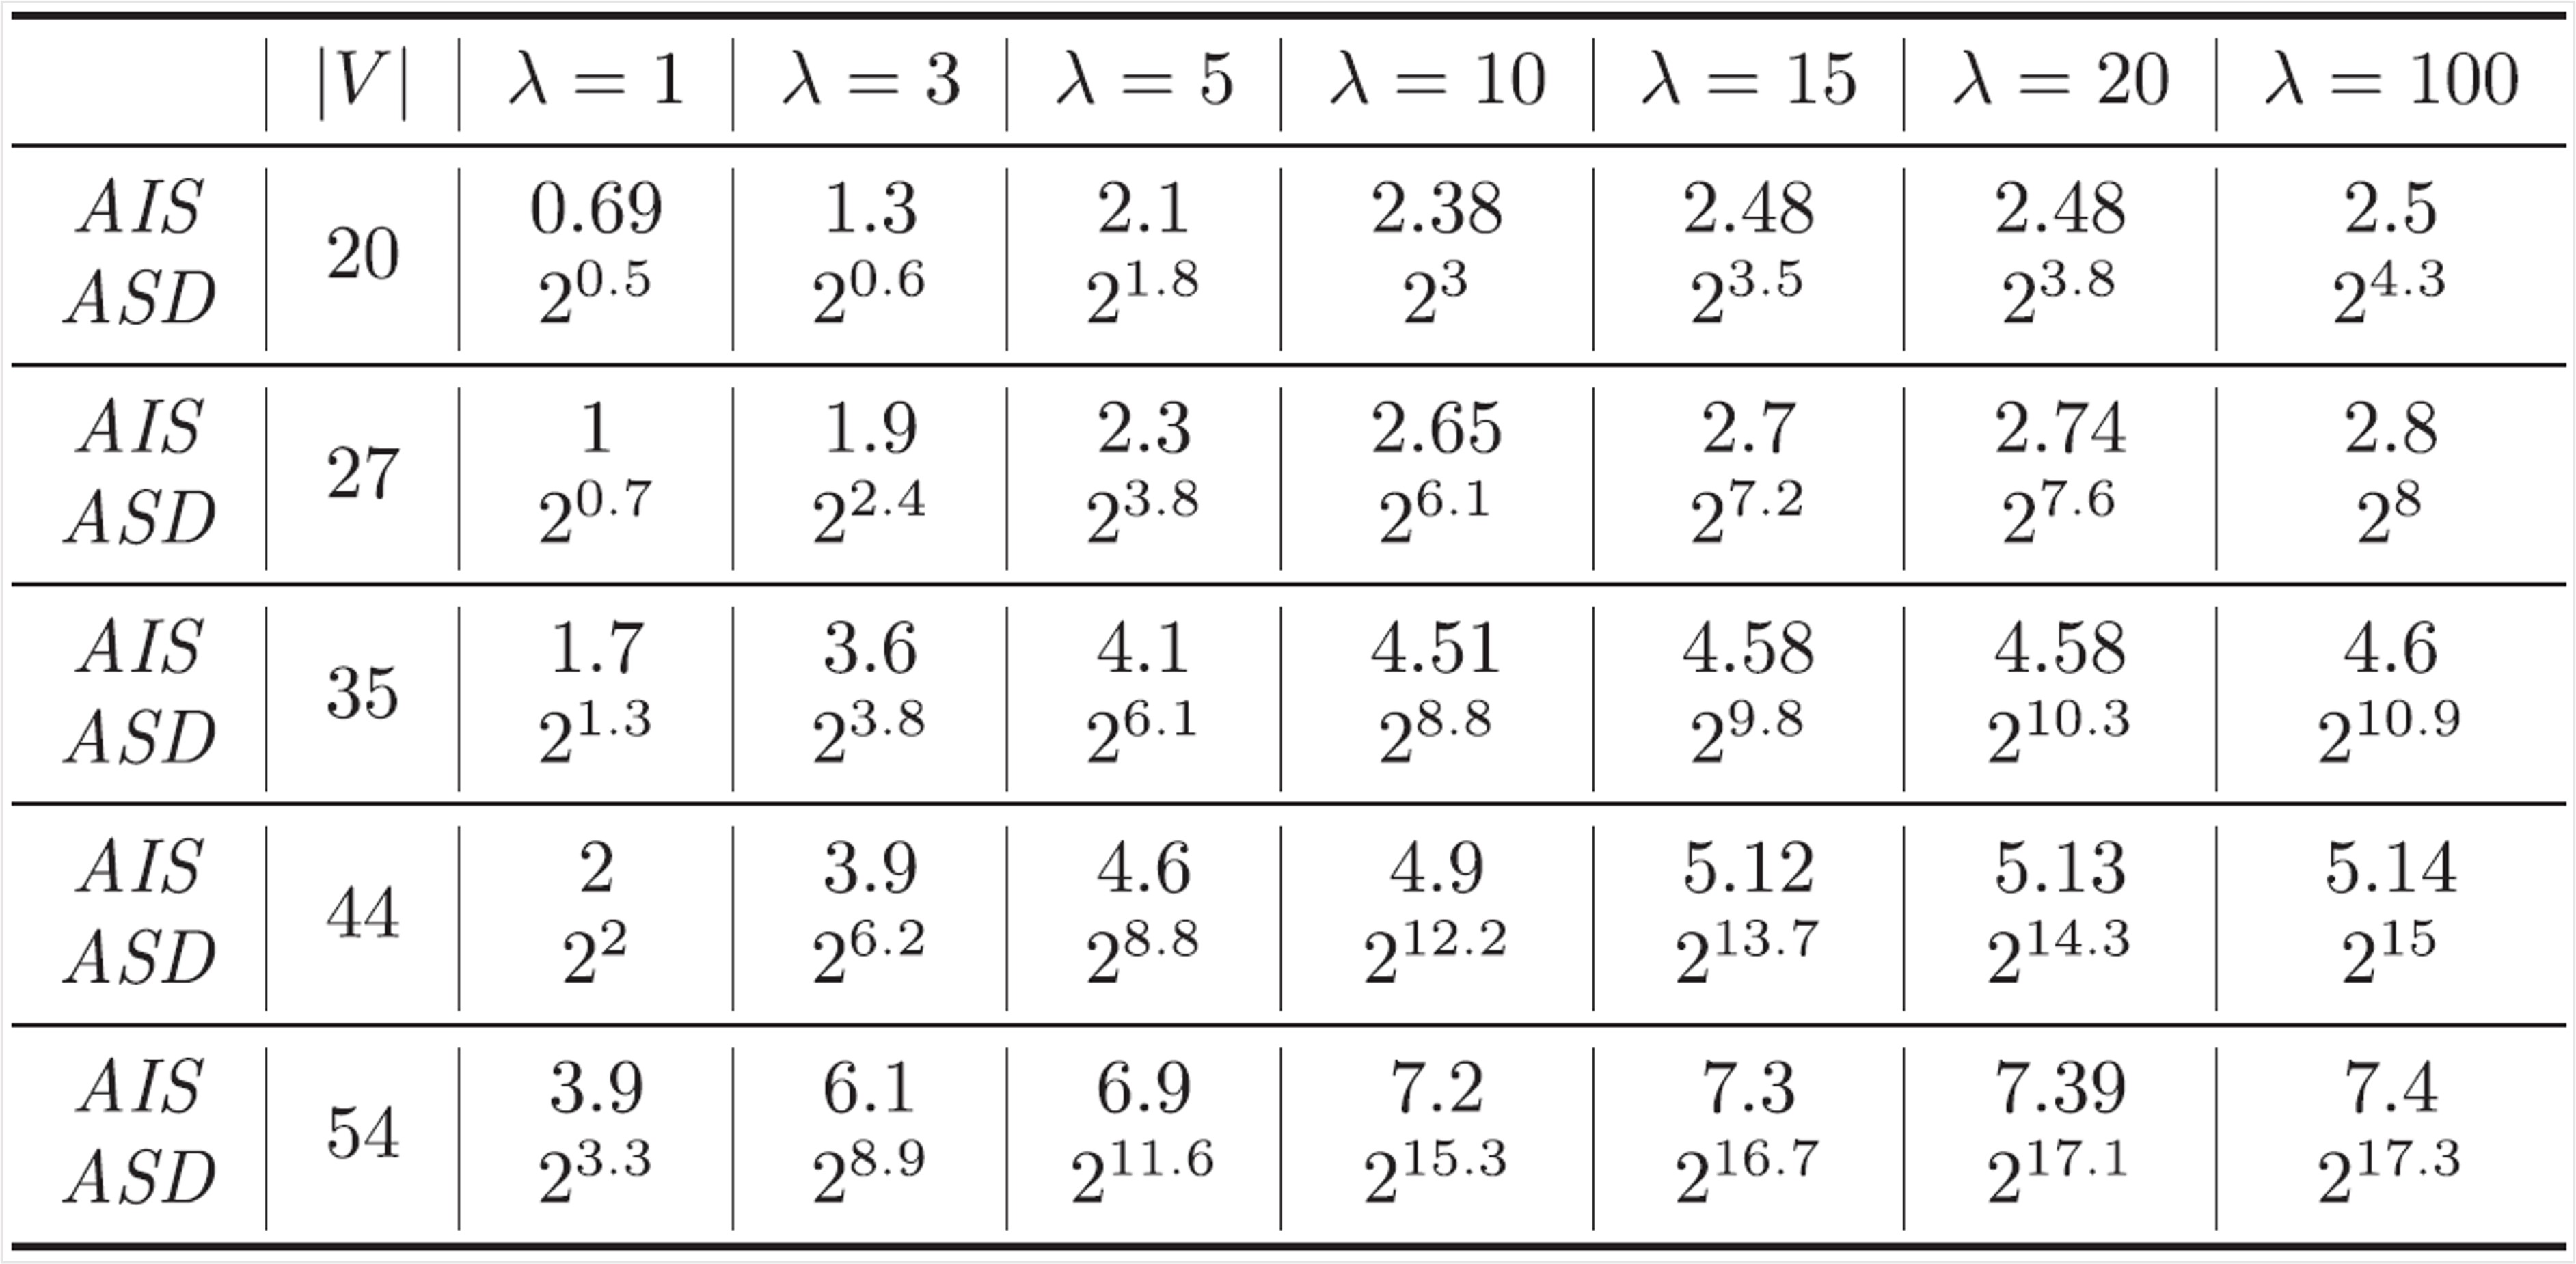 |V| λ = 1 λ = 3 λ = 5 λ = 10 λ = 15 λ = 20 λ = 100
AIS 0.69 1.3 2.1 2.38 2.48 2.48 2.5
20
ASD 2^0.5 2^0.6 2^1.8 2^3 2^3.5 2^3.8 2^4.3
AIS 1 1.9 2.3 2.65 2.7 2.74 2.8
27
ASD 2^0.7 2^2.4 2^3.8 2^6.1 2^7.2 2^7.6 2^8
AIS 1.7 3.6 4.1 4.51 4.58 4.58 4.6
35
ASD 2^1.3 2^3.8 2^6.1 2^8.8 2^9.8 2^10.3 2^10.9
AIS 2 3.9 4.6 4.9 5.12 5.13 5.14
44
ASD 2^2 2^6.2 2^8.8 2^12.2 2^13.7 2^14.3 2^15
AIS 3.9 6.1 6.9 7.2 7.3 7.39 7.4
54
ASD 2^3.3 2^8.9 2^11.6 2^15.3 2^16.7 2^17.1 2^17.3